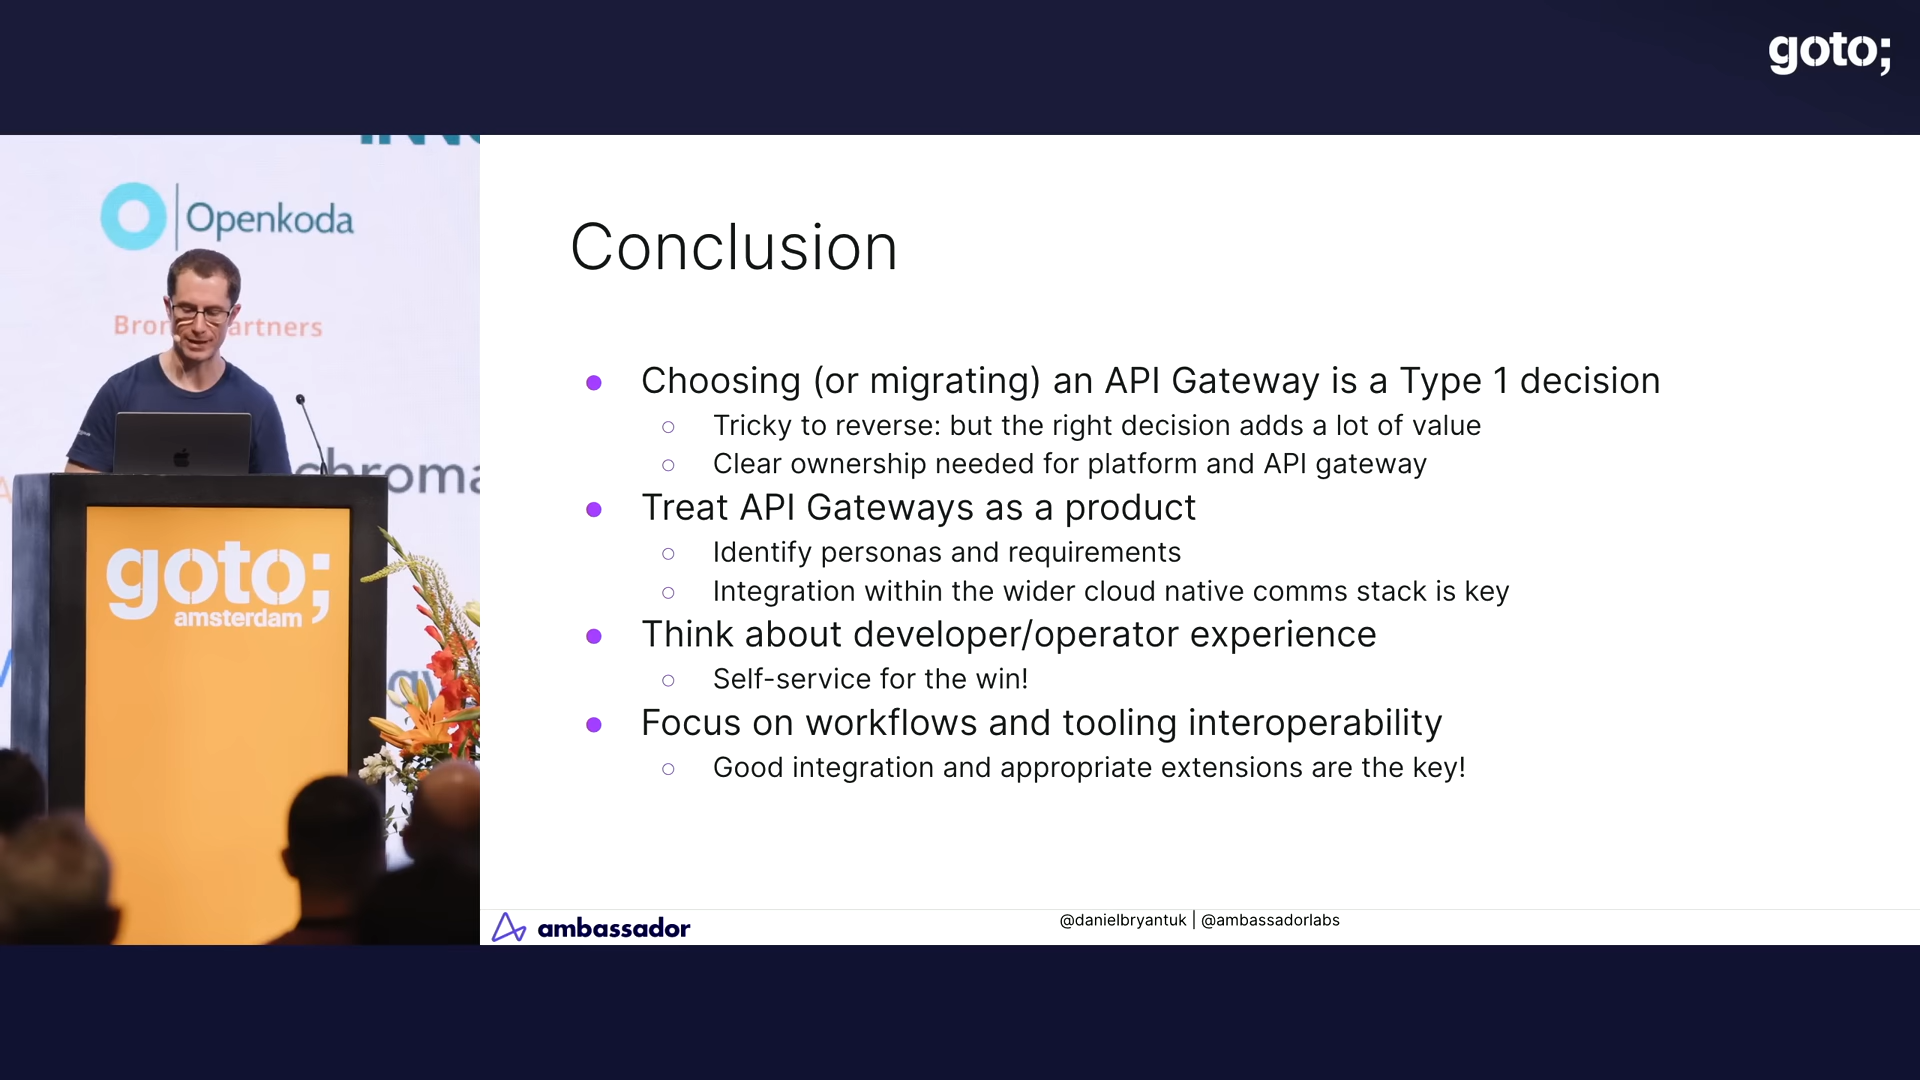 goto;
Openkoda
goto;
amsterdam
Conclusion
Choosing (or migrating) an API Gateway is a Type 1 decision
Tricky to reverse: but the right decision adds a lot of value
Clear ownership needed for platform and API gateway
Treat API Gateways as a product
Identify personas and requirements
Integration within the wider cloud native comms stack is key
Think about developer/operator experience
Self-service for the win!
Focus on workflows and tooling interoperability
Good integration and appropriate extensions are the key!
ambassador
@danielbryantuk | @ambassadorlabs